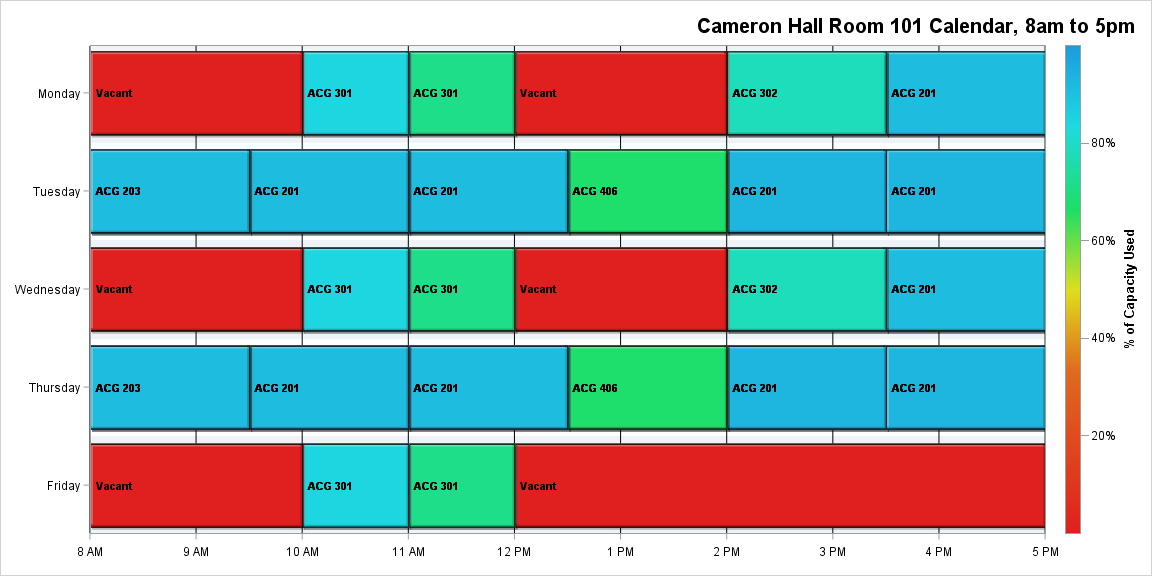 Cameron Hall Room 101 Calendar, 8am to 5pm
Monday
Vacant
ACG 301
ACG 301
Vacant
ACG 302
ACG 201
Tuesday
ACG 203
ACG 201
ACG 201
ACG 406
ACG 201
ACG 201
Wednesday
Vacant
ACG 301
ACG 301
Vacant
ACG 302
ACG 201
Thursday
ACG 203
ACG 201
ACG 201
ACG 406
ACG 201
ACG 201
Friday
Vacant
ACG 301
ACG 301
Vacant
8 AM
9 AM
10 AM
11 AM
12 PM
1 PM
2 PM
3 PM
4 PM
5 PM
80%
60%
40%
20%
% of Capacity Used